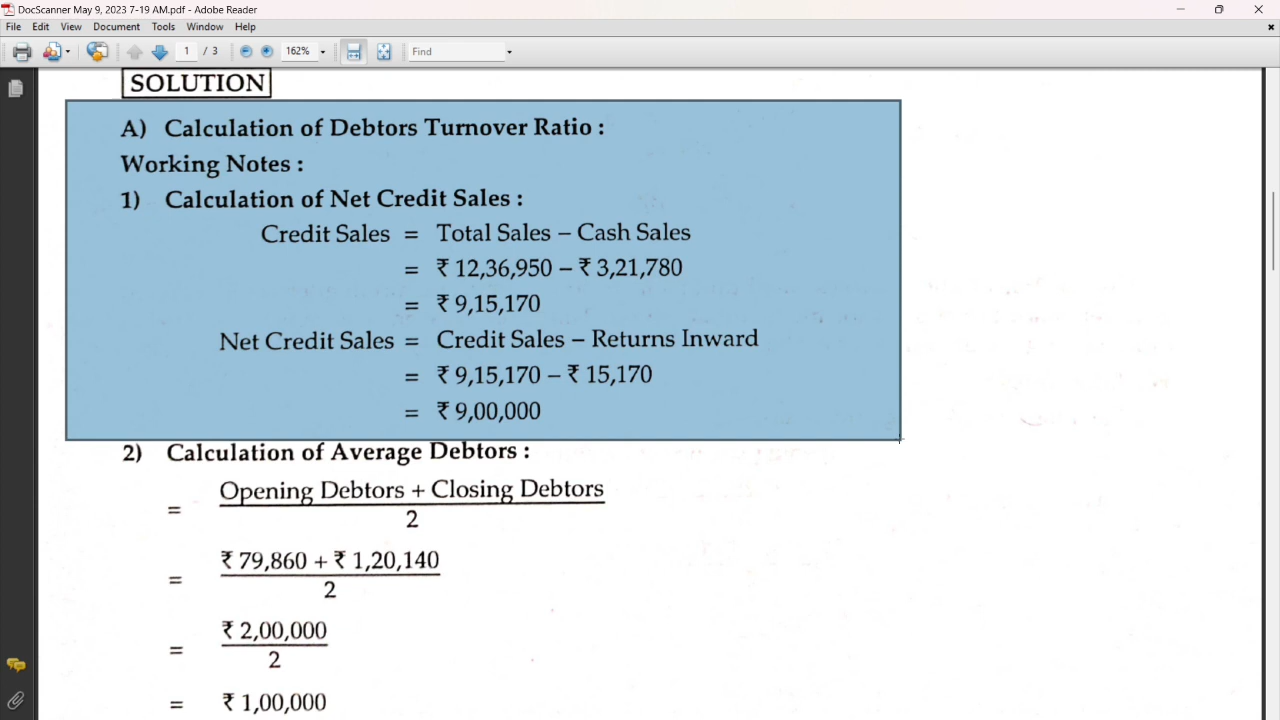 DocScanner May 9, 2023 7-19 AM.pdf - Adobe Reader
File Edit View Document Tools Window Help
1 / 3 162% Find
SOLUTION
A) Calculation of Debtors Turnover Ratio :
Working Notes :
1) Calculation of Net Credit Sales :
Credit Sales = Total Sales – Cash Sales
= ₹ 12,36,950 – ₹ 3,21,780
= ₹ 9,15,170
Net Credit Sales = Credit Sales – Returns Inward
= ₹ 9,15,170 – ₹ 15,170
= ₹ 9,00,000
2) Calculation of Average Debtors :
= Opening Debtors + Closing Debtors
2
= ₹ 79,860 + ₹ 1,20,140
2
= ₹ 2,00,000
2
= ₹ 1,00,000